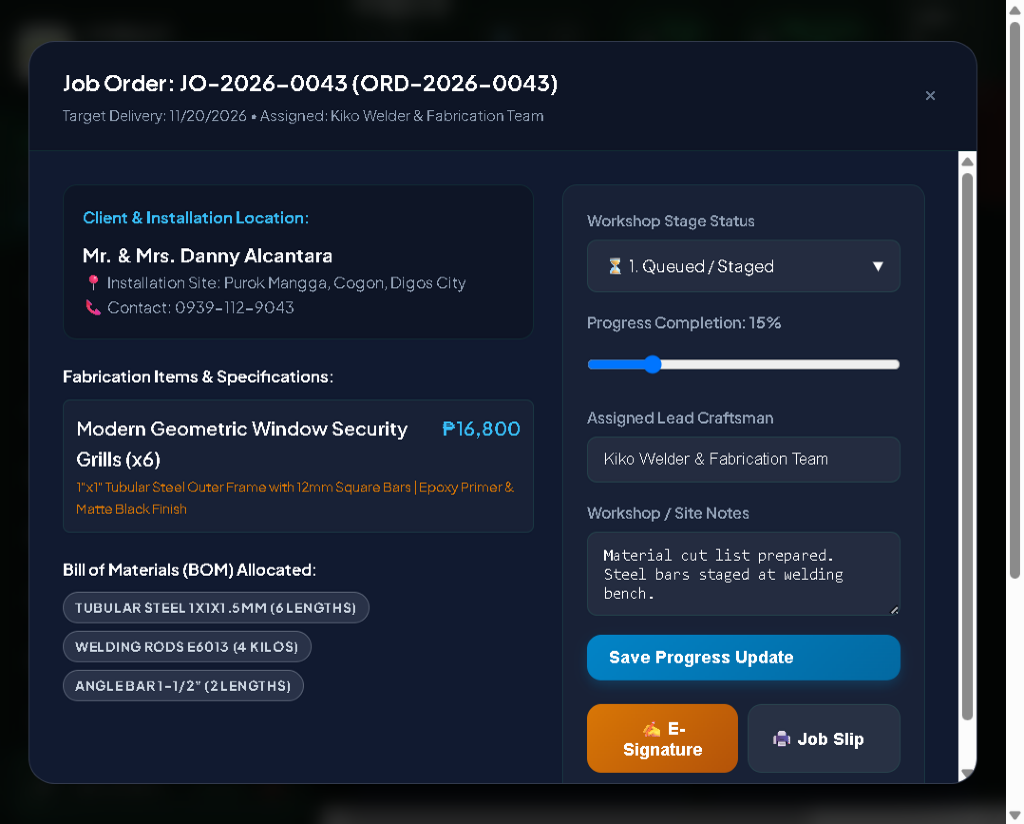 Job Order: JO-2026-0043 (ORD-2026-0043)
Target Delivery: 11/20/2026 • Assigned: Kiko Welder & Fabrication Team
×
Client & Installation Location:
Mr. & Mrs. Danny Alcantara
📍 Installation Site: Purok Mangga, Cogon, Digos City
📞 Contact: 0939-112-9043
Fabrication Items & Specifications:
Modern Geometric Window Security
Grills (x6)
₱16,800
1"x1" Tubular Steel Outer Frame with 12mm Square Bars | Epoxy Primer &
Matte Black Finish
Bill of Materials (BOM) Allocated:
TUBULAR STEEL 1X1X1.5MM (6 LENGTHS)
WELDING RODS E6013 (4 KILOS)
ANGLE BAR 1-1/2" (2 LENGTHS)
Workshop Stage Status
⏳ 1. Queued / Staged
Progress Completion: 15%
Assigned Lead Craftsman
Kiko Welder & Fabrication Team
Workshop / Site Notes
Material cut list prepared.
Steel bars staged at welding
bench.
Save Progress Update
✍️ E-
Signature
🖨️ Job Slip